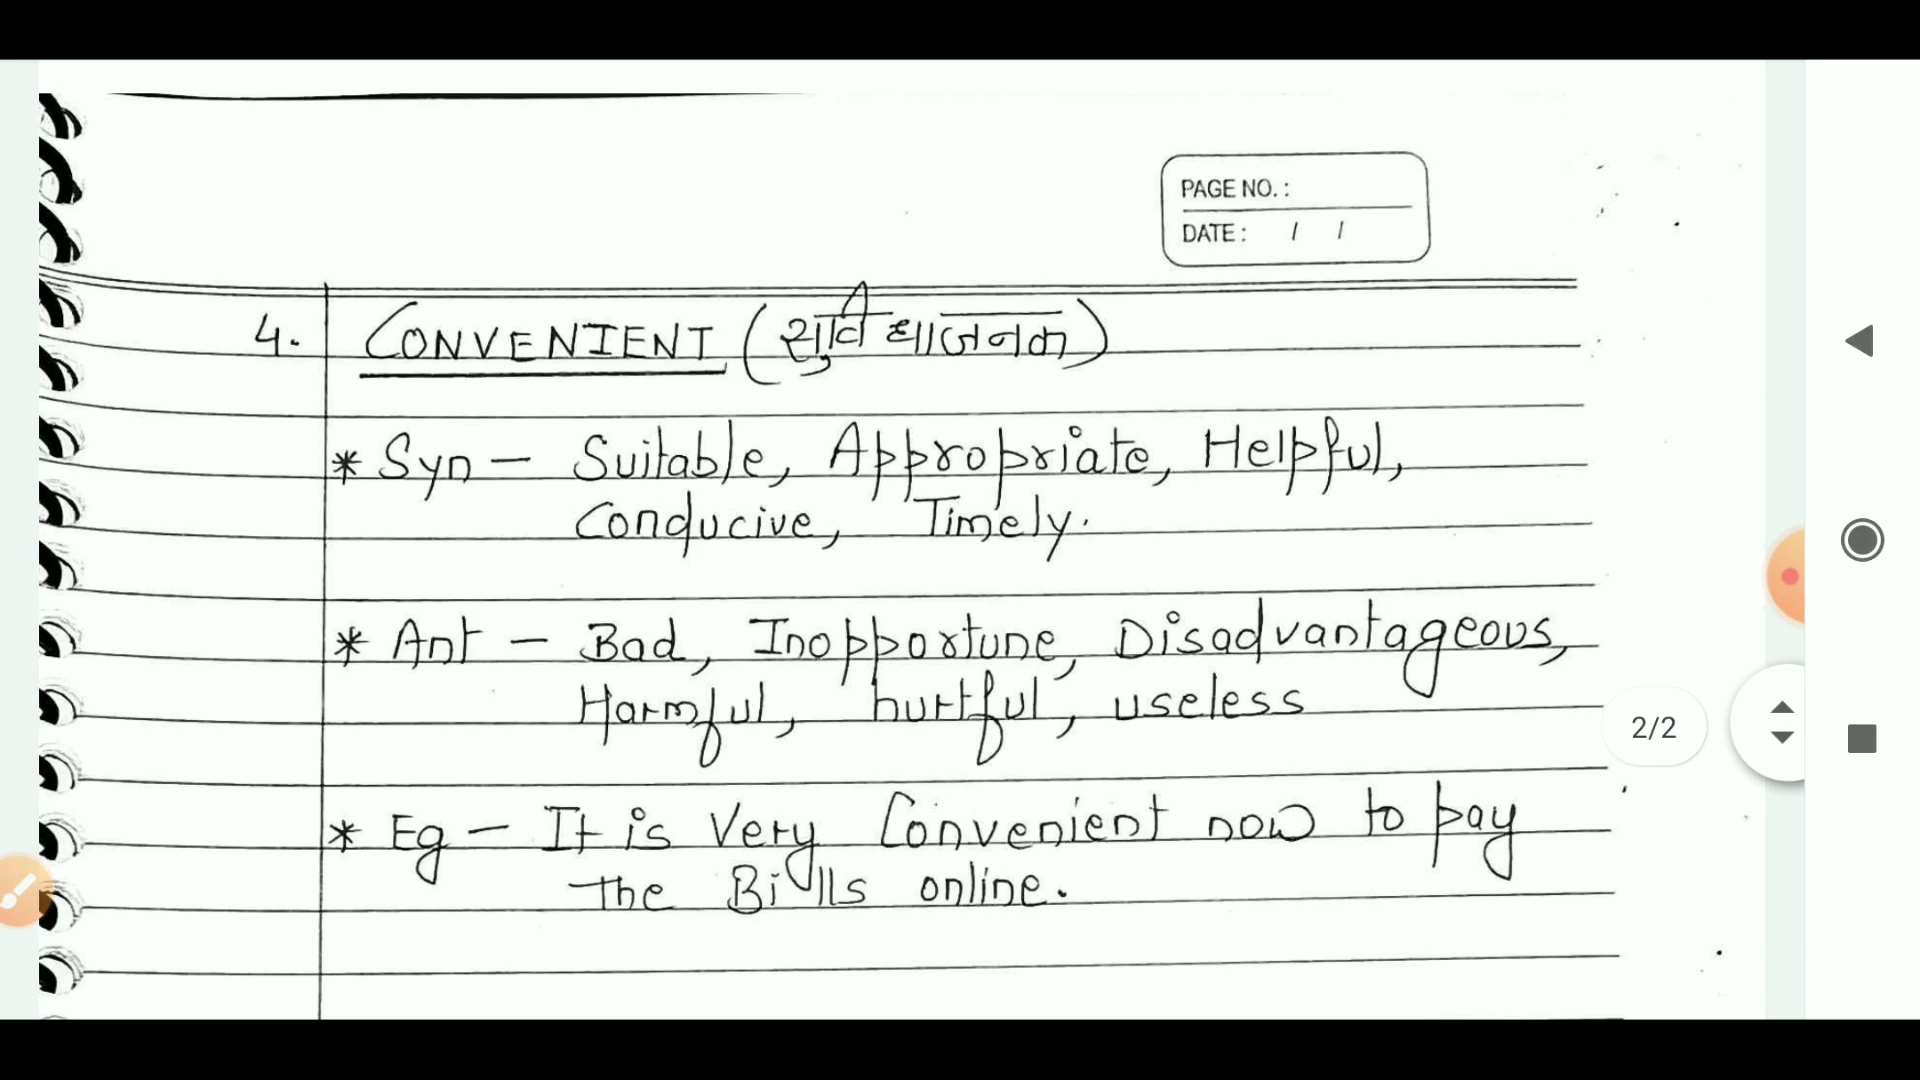 PAGE NO. :
DATE : / /
4. CONVENIENT (सुविधाजनक)
* Syn – Suitable, Appropriate, Helpful,
Conducive, Timely.
* Ant – Bad, Inopportune, Disadvantageous,
Harmful, hurtful, useless
2/2
* Eg – It is Very Convenient now to pay
the Bills online.